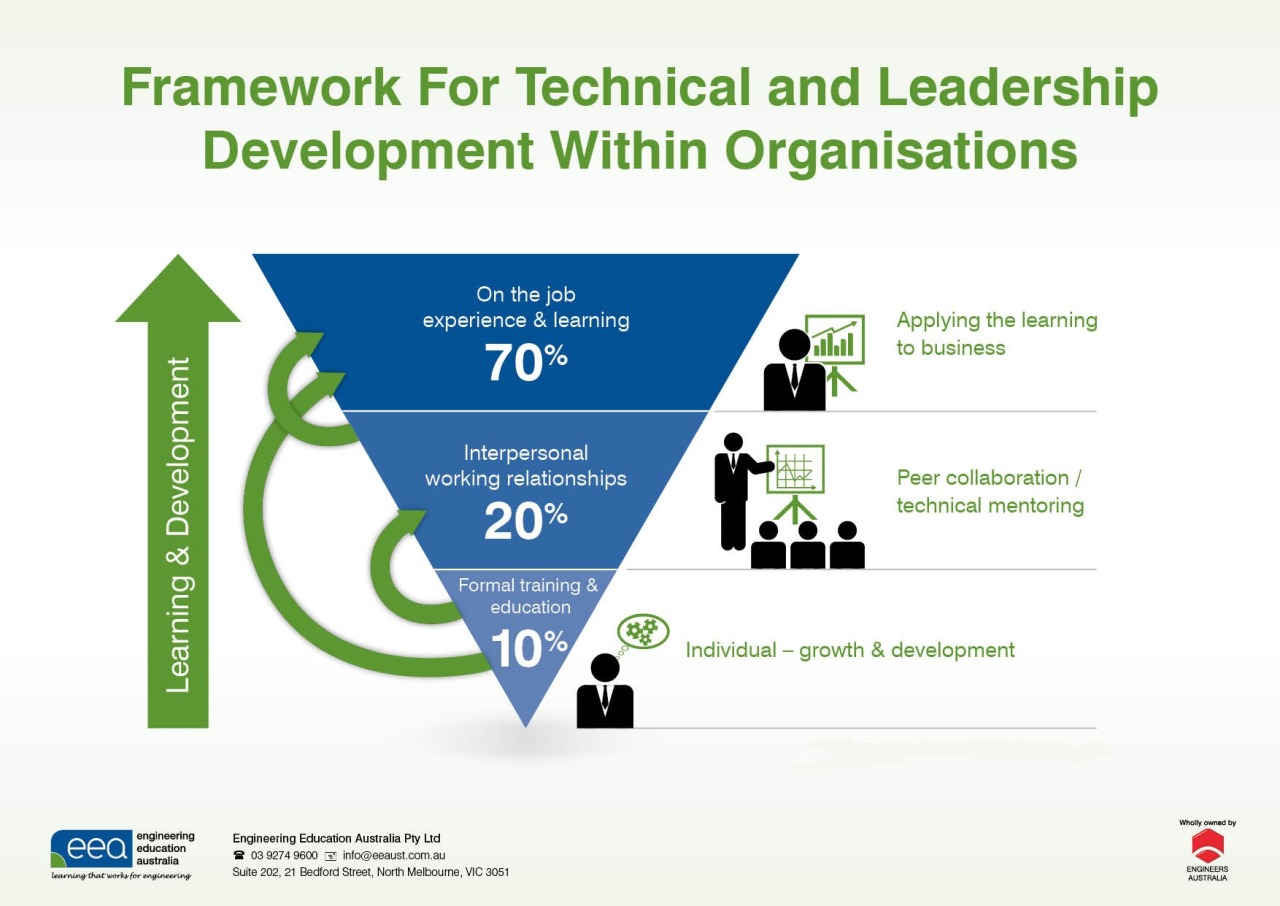 Framework For Technical and Leadership
Development Within Organisations
Learning & Development
On the job
experience & learning
70%
Applying the learning
to business
Interpersonal
working relationships
20%
Peer collaboration /
technical mentoring
Formal training &
education
10%
Individual – growth & development
eea
engineering
education
australia
learning that works for engineering
Engineering Education Australia Pty Ltd
03 9274 9600 info@eeaust.com.au
Suite 202, 21 Bedford Street, North Melbourne, VIC 3051
Wholly owned by
ENGINEERS
AUSTRALIA